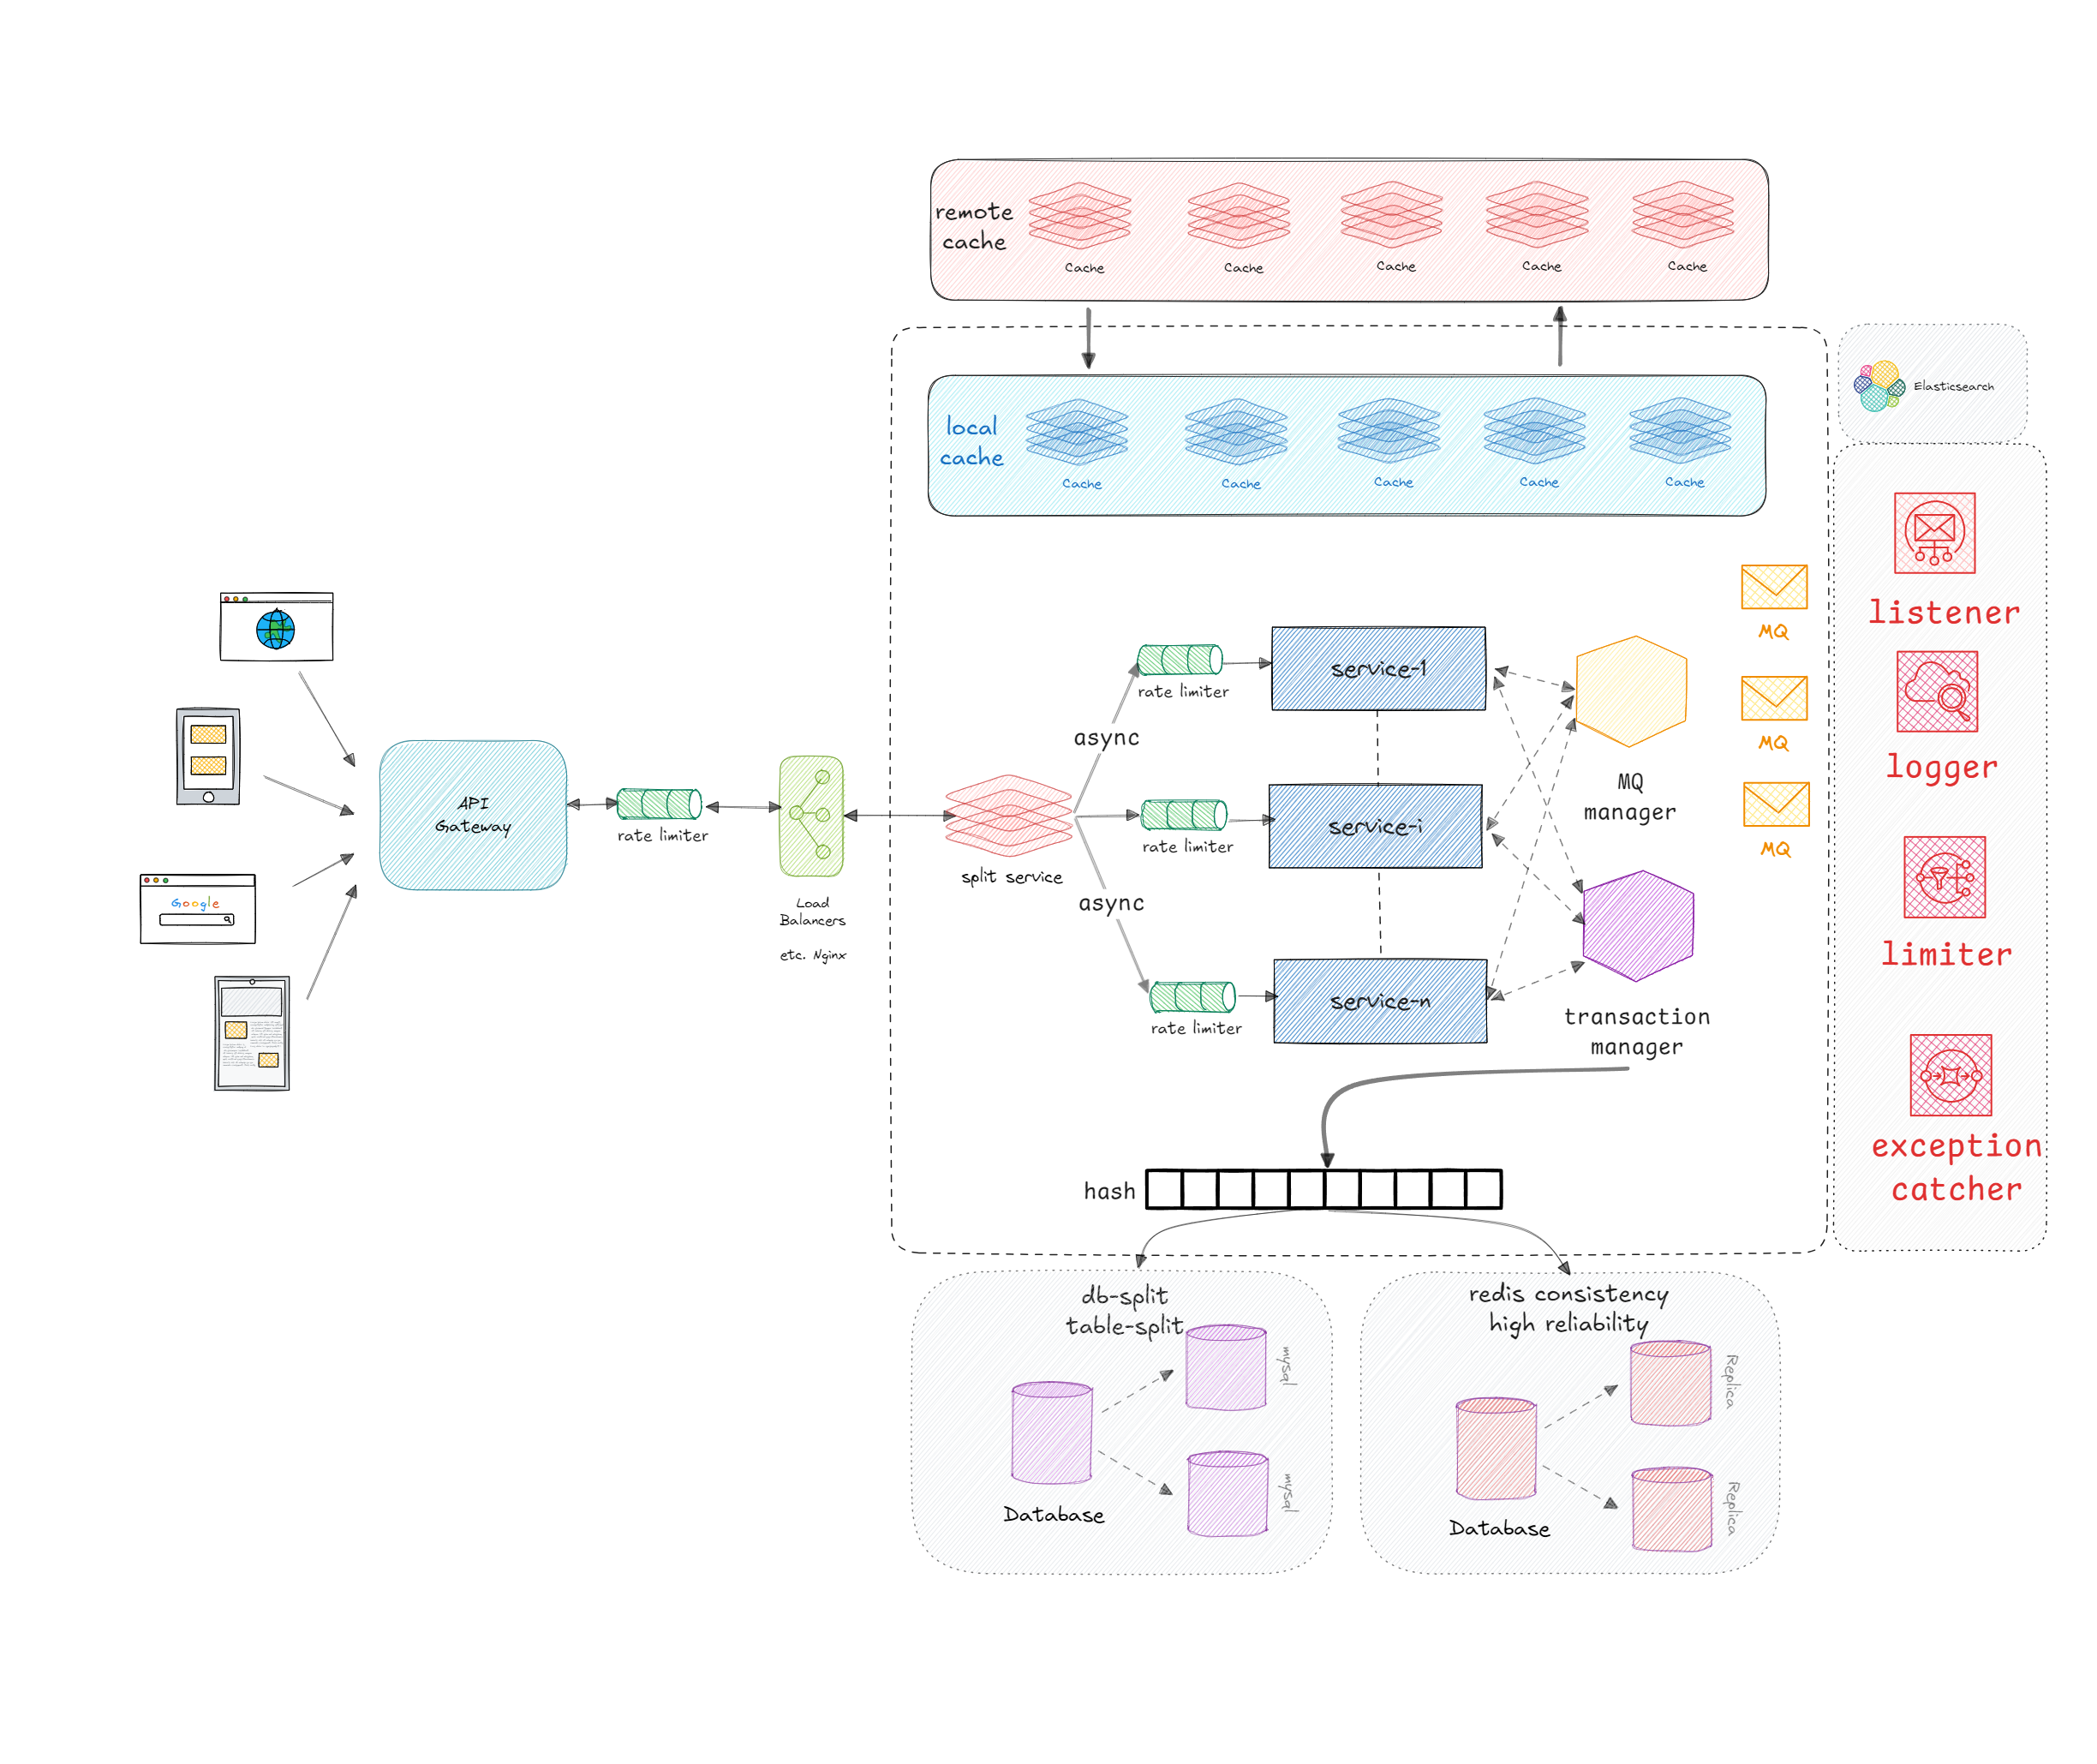 remote
cache
Cache
Cache
Cache
Cache
Cache
local
cache
Cache
Cache
Cache
Cache
Cache
Elasticsearch
listener
logger
limiter
exception
catcher
MQ
MQ
MQ
Google
API
Gateway
rate limiter
Load
Balancers
etc. Nginx
split service
async
async
rate limiter
rate limiter
rate limiter
service-1
service-i
service-n
MQ
manager
transaction
manager
hash
db-split
table-split
mysql
mysql
Database
redis consistency
high reliability
Replica
Replica
Database